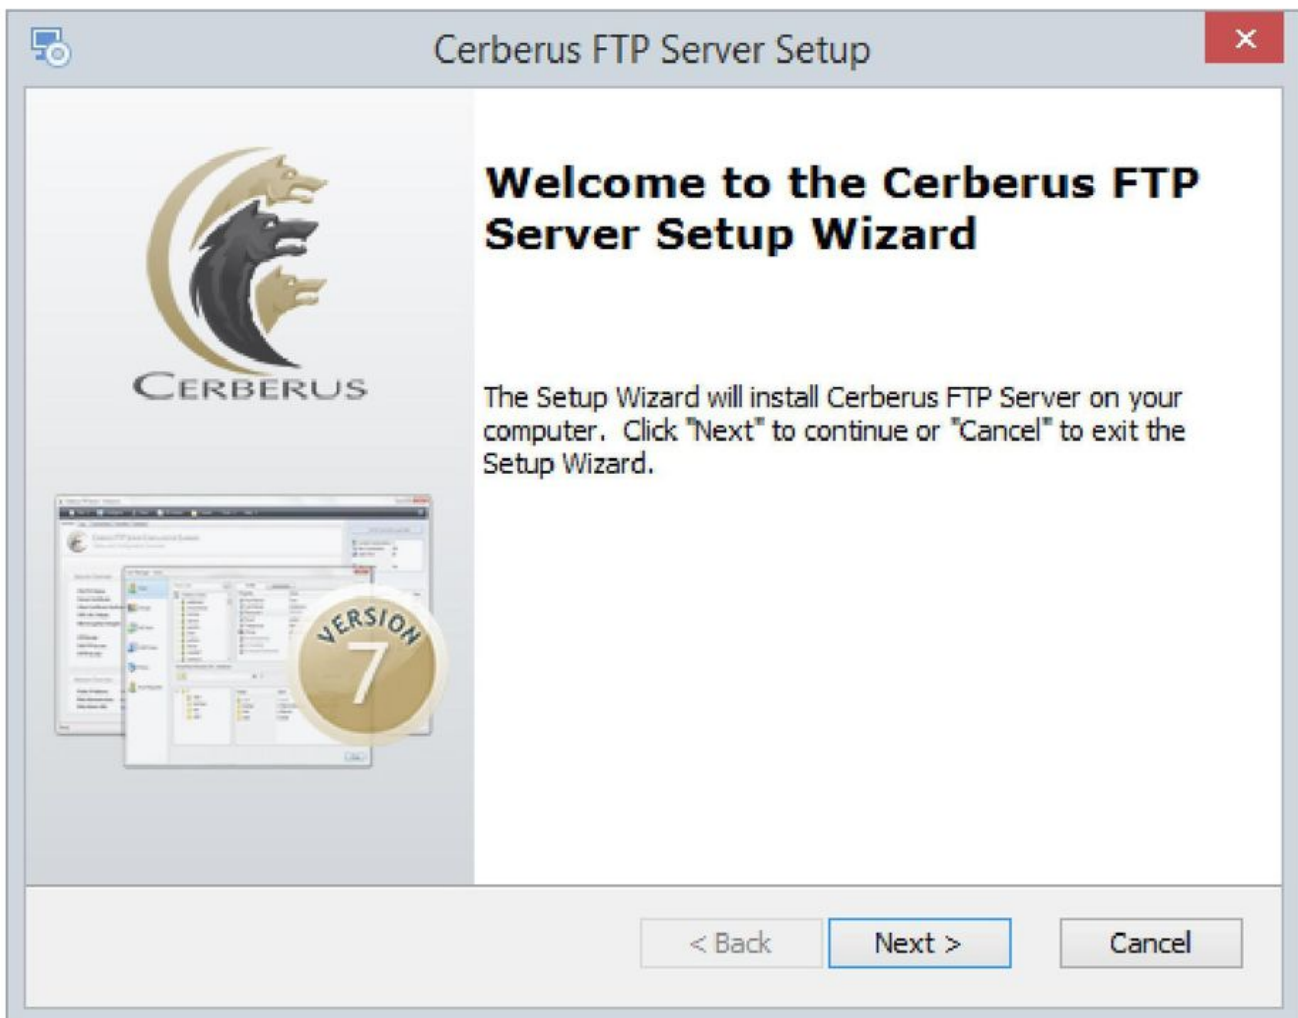 Cerberus FTP Server Setup
CERBERUS
VERSION
7
Welcome to the Cerberus FTP
Server Setup Wizard
The Setup Wizard will install Cerberus FTP Server on your
computer.  Click "Next" to continue or "Cancel" to exit the
Setup Wizard.
< Back
Next >
Cancel